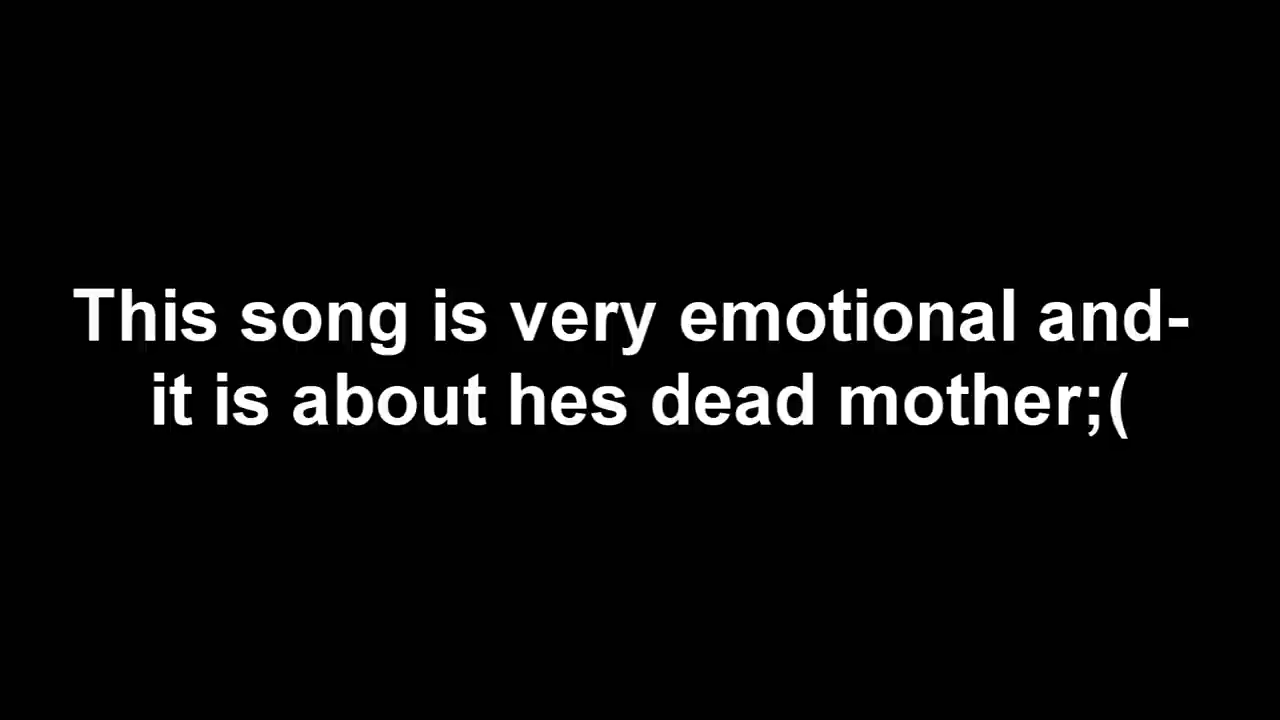 This song is very emotional and-
it is about hes dead mother;(